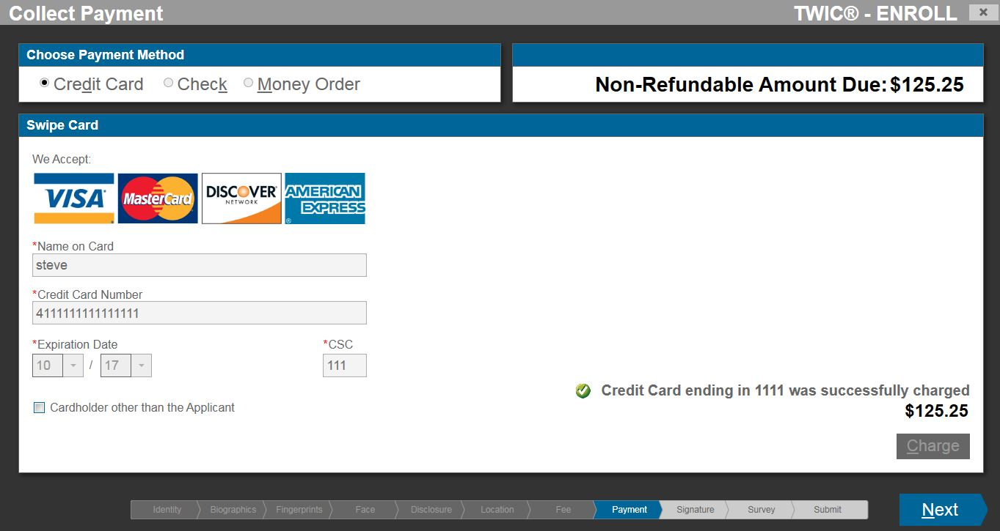 Collect Payment
TWIC® - ENROLL
Choose Payment Method
Credit Card Check Money Order
Non-Refundable Amount Due: $125.25
Swipe Card
We Accept:
VISA MasterCard DISCOVER NETWORK AMERICAN EXPRESS ®
*Name on Card
steve
*Credit Card Number
4111111111111111
*Expiration Date *CSC
10 / 17 111
Credit Card ending in 1111 was successfully charged
$125.25
Cardholder other than the Applicant
Charge
Identity Biographics Fingerprints Face Disclosure Location Fee Payment Signature Survey Submit
Next